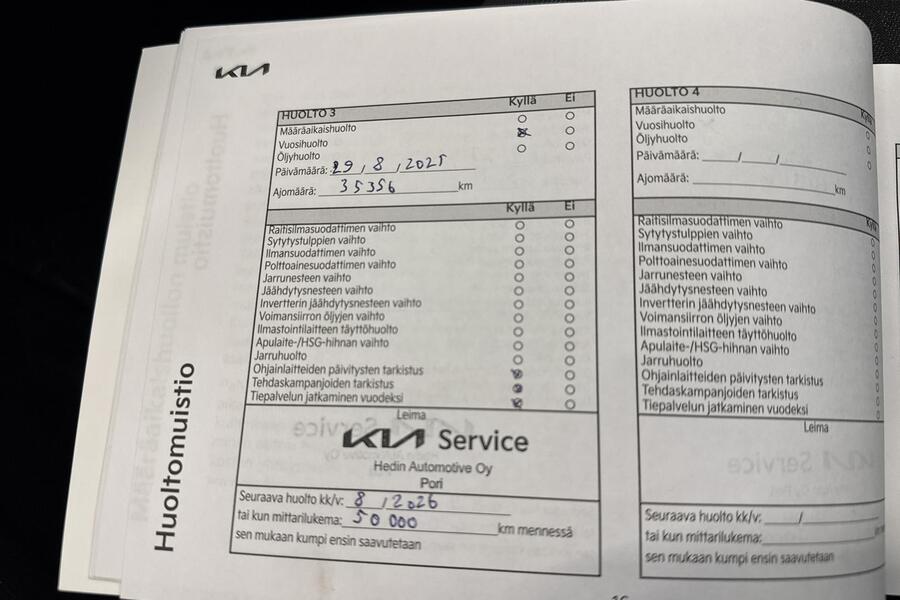 KIA
Huoltomuistio
HUOLTO 3 Kyllä Ei
Määräaikaishuolto
Vuosihuolto
Öljyhuolto
Päivämäärä: 29 / 8 / 2025
Ajomäärä: 35356 km
Kyllä Ei
Raitisilmasuodattimen vaihto
Sytytystulppien vaihto
Ilmansuodattimen vaihto
Polttoainesuodattimen vaihto
Jarrunesteen vaihto
Jäähdytysnesteen vaihto
Invertterin jäähdytysnesteen vaihto
Voimansiirron öljyjen vaihto
Ilmastointilaitteen täyttöhuolto
Apulaite-/HSG-hihnan vaihto
Jarruhuolto
Ohjainlaitteiden päivitysten tarkistus
Tehdaskampanjoiden tarkistus
Tiepalvelun jatkaminen vuodeksi
Leima
KIA Service
Hedin Automotive Oy
Pori
Seuraava huolto kk/v: 8 / 2026
tai kun mittarilukema: 50 000 km mennessä
sen mukaan kumpi ensin saavutetaan
HUOLTO 4
Määräaikaishuolto
Vuosihuolto
Öljyhuolto
Päivämäärä: / /
Ajomäärä: km
Raitisilmasuodattimen vaihto
Sytytystulppien vaihto
Ilmansuodattimen vaihto
Polttoainesuodattimen vaihto
Jarrunesteen vaihto
Jäähdytysnesteen vaihto
Invertterin jäähdytysnesteen vaihto
Voimansiirron öljyjen vaihto
Ilmastointilaitteen täyttöhuolto
Apulaite-/HSG-hihnan vaihto
Jarruhuolto
Ohjainlaitteiden päivitysten tarkistus
Tehdaskampanjoiden tarkistus
Tiepalvelun jatkaminen vuodeksi
Leima
Seuraava huolto kk/v: /
tai kun mittarilukema:
sen mukaan kumpi ensin saavutetaan